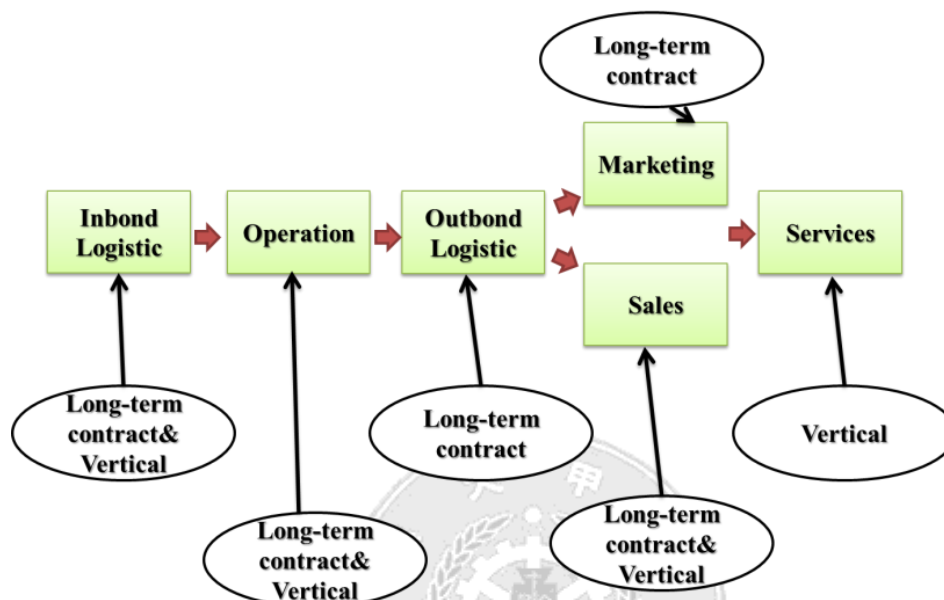 Long-term
contract
Marketing
Inbond
Logistic
Operation
Outbond
Logistic
Services
Sales
Long-term
contract&
Vertical
Long-term
contract
Vertical
Long-term
contract&
Vertical
Long-term
contract&
Vertical
甲